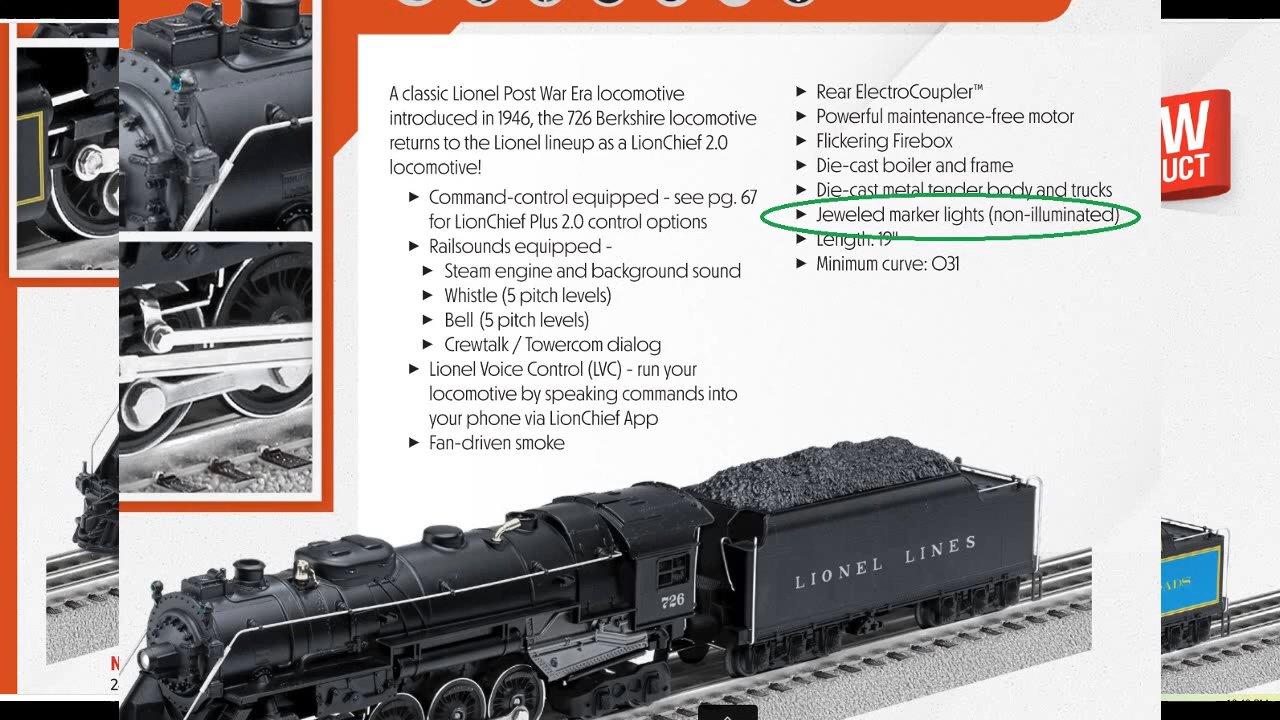 A classic Lionel Post War Era locomotive
introduced in 1946, the 726 Berkshire locomotive
returns to the Lionel lineup as a LionChief 2.0
locomotive!
► Command-control equipped - see pg. 67
for LionChief Plus 2.0 control options
► Railsounds equipped -
► Steam engine and background sound
► Whistle (5 pitch levels)
► Bell (5 pitch levels)
► Crewtalk / Towercom dialog
► Lionel Voice Control (LVC) - run your
locomotive by speaking commands into
your phone via LionChief App
► Fan-driven smoke
► Rear ElectroCoupler™
► Powerful maintenance-free motor
► Flickering Firebox
► Die-cast boiler and frame
► Die-cast metal tender body and trucks
► Jeweled marker lights (non-illuminated)
► Length: 19"
► Minimum curve: O31
LIONEL LINES
726
W
UCT
N
2